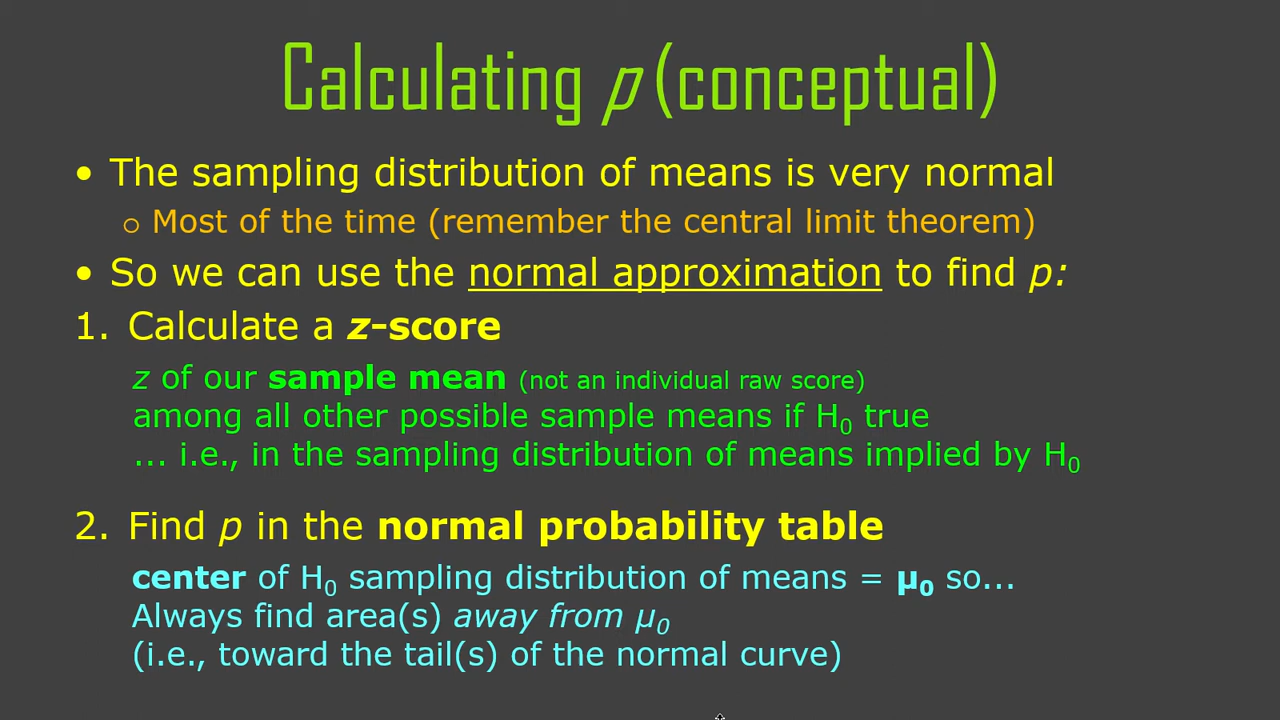 Calculating p (conceptual)
• The sampling distribution of means is very normal
o Most of the time (remember the central limit theorem)
• So we can use the normal approximation to find p:
1. Calculate a z-score
z of our sample mean (not an individual raw score)
among all other possible sample means if H₀ true
... i.e., in the sampling distribution of means implied by H₀
2. Find p in the normal probability table
center of H₀ sampling distribution of means = μ₀ so...
Always find area(s) away from μ₀
(i.e., toward the tail(s) of the normal curve)